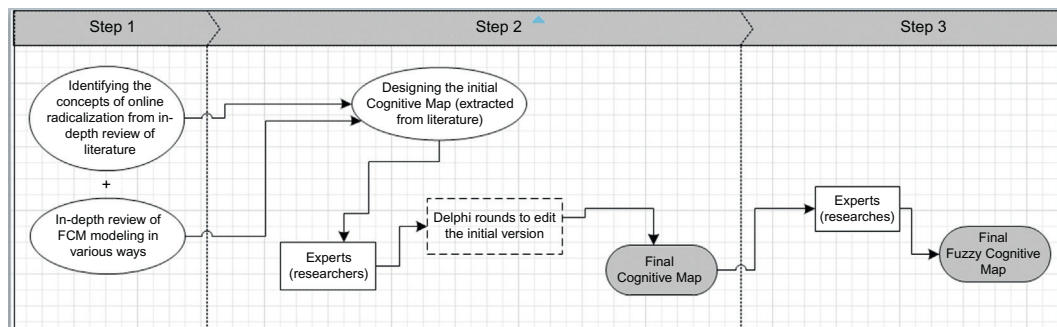 Step 1
Step 2
Step 3
Identifying the
concepts of online
radicalization from in-
depth review of
literature
+
In-depth review of
FCM modeling in
various ways
Designing the initial
Cognitive Map (extracted
from literature)
Experts
(researchers)
Delphi rounds to edit
the initial version
Final
Cognitive Map
Experts
(researches)
Final
Fuzzy Cognitive
Map